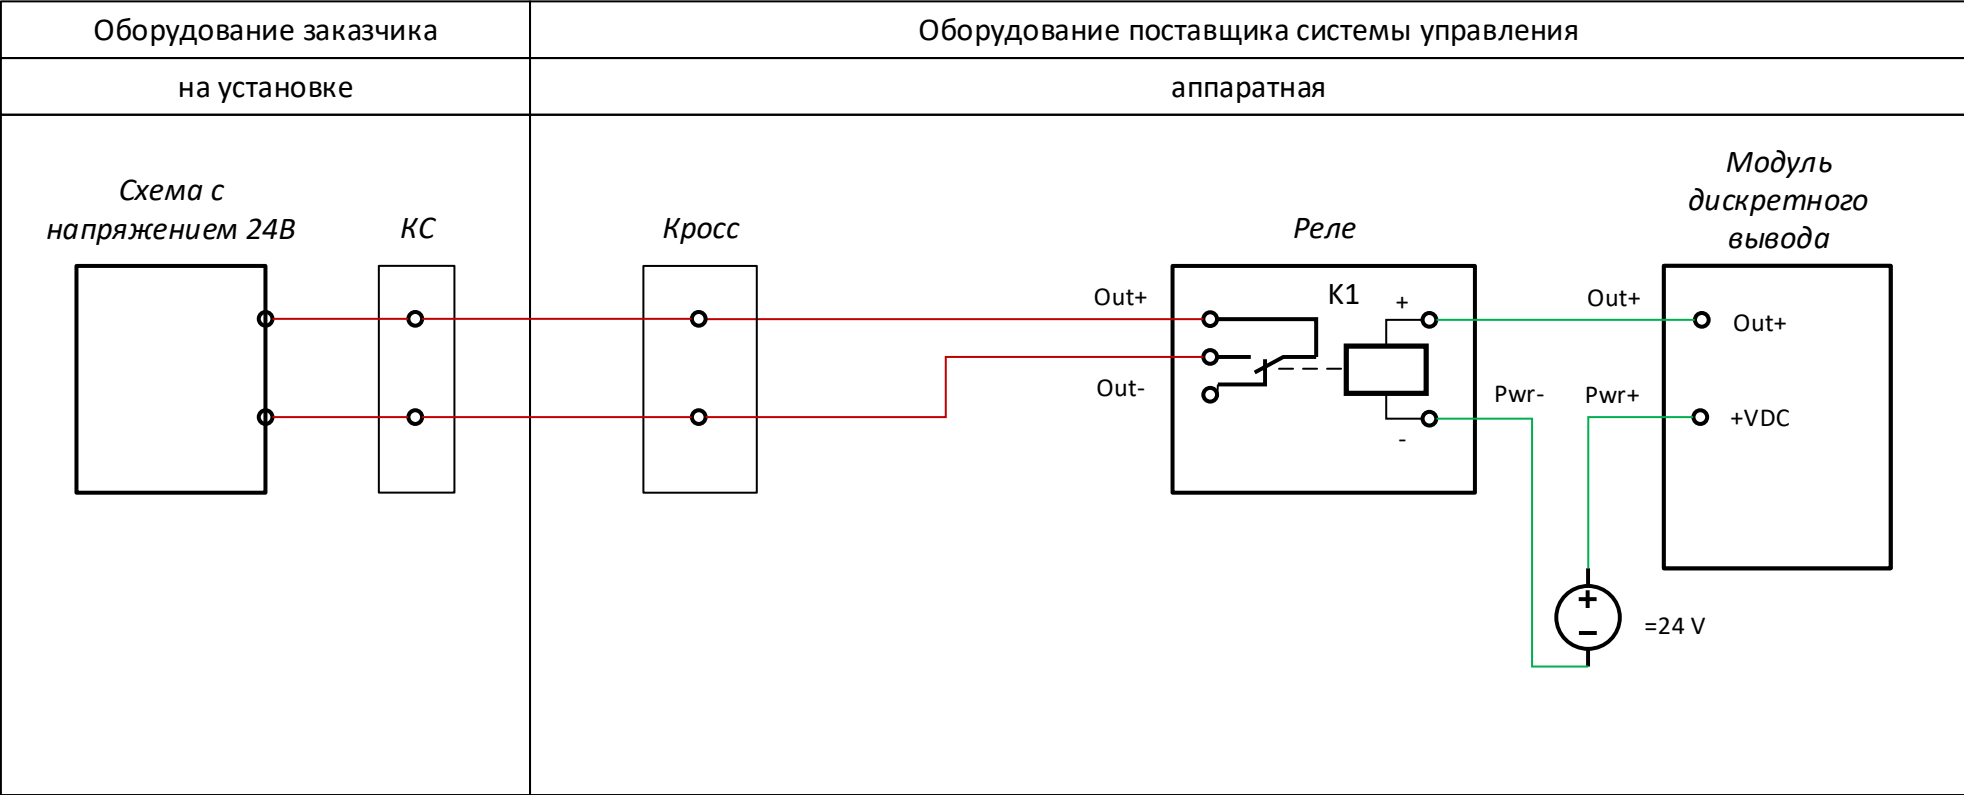 Оборудование заказчика
Оборудование поставщика системы управления
на установке
аппаратная
Схема с
напряжением 24В
КС
Кросс
Реле
Модуль
дискретного
вывода
Out+
K1
+
Out+
Out+
Out-
Pwr-
Pwr+
+VDC
-
+
–
=24 V